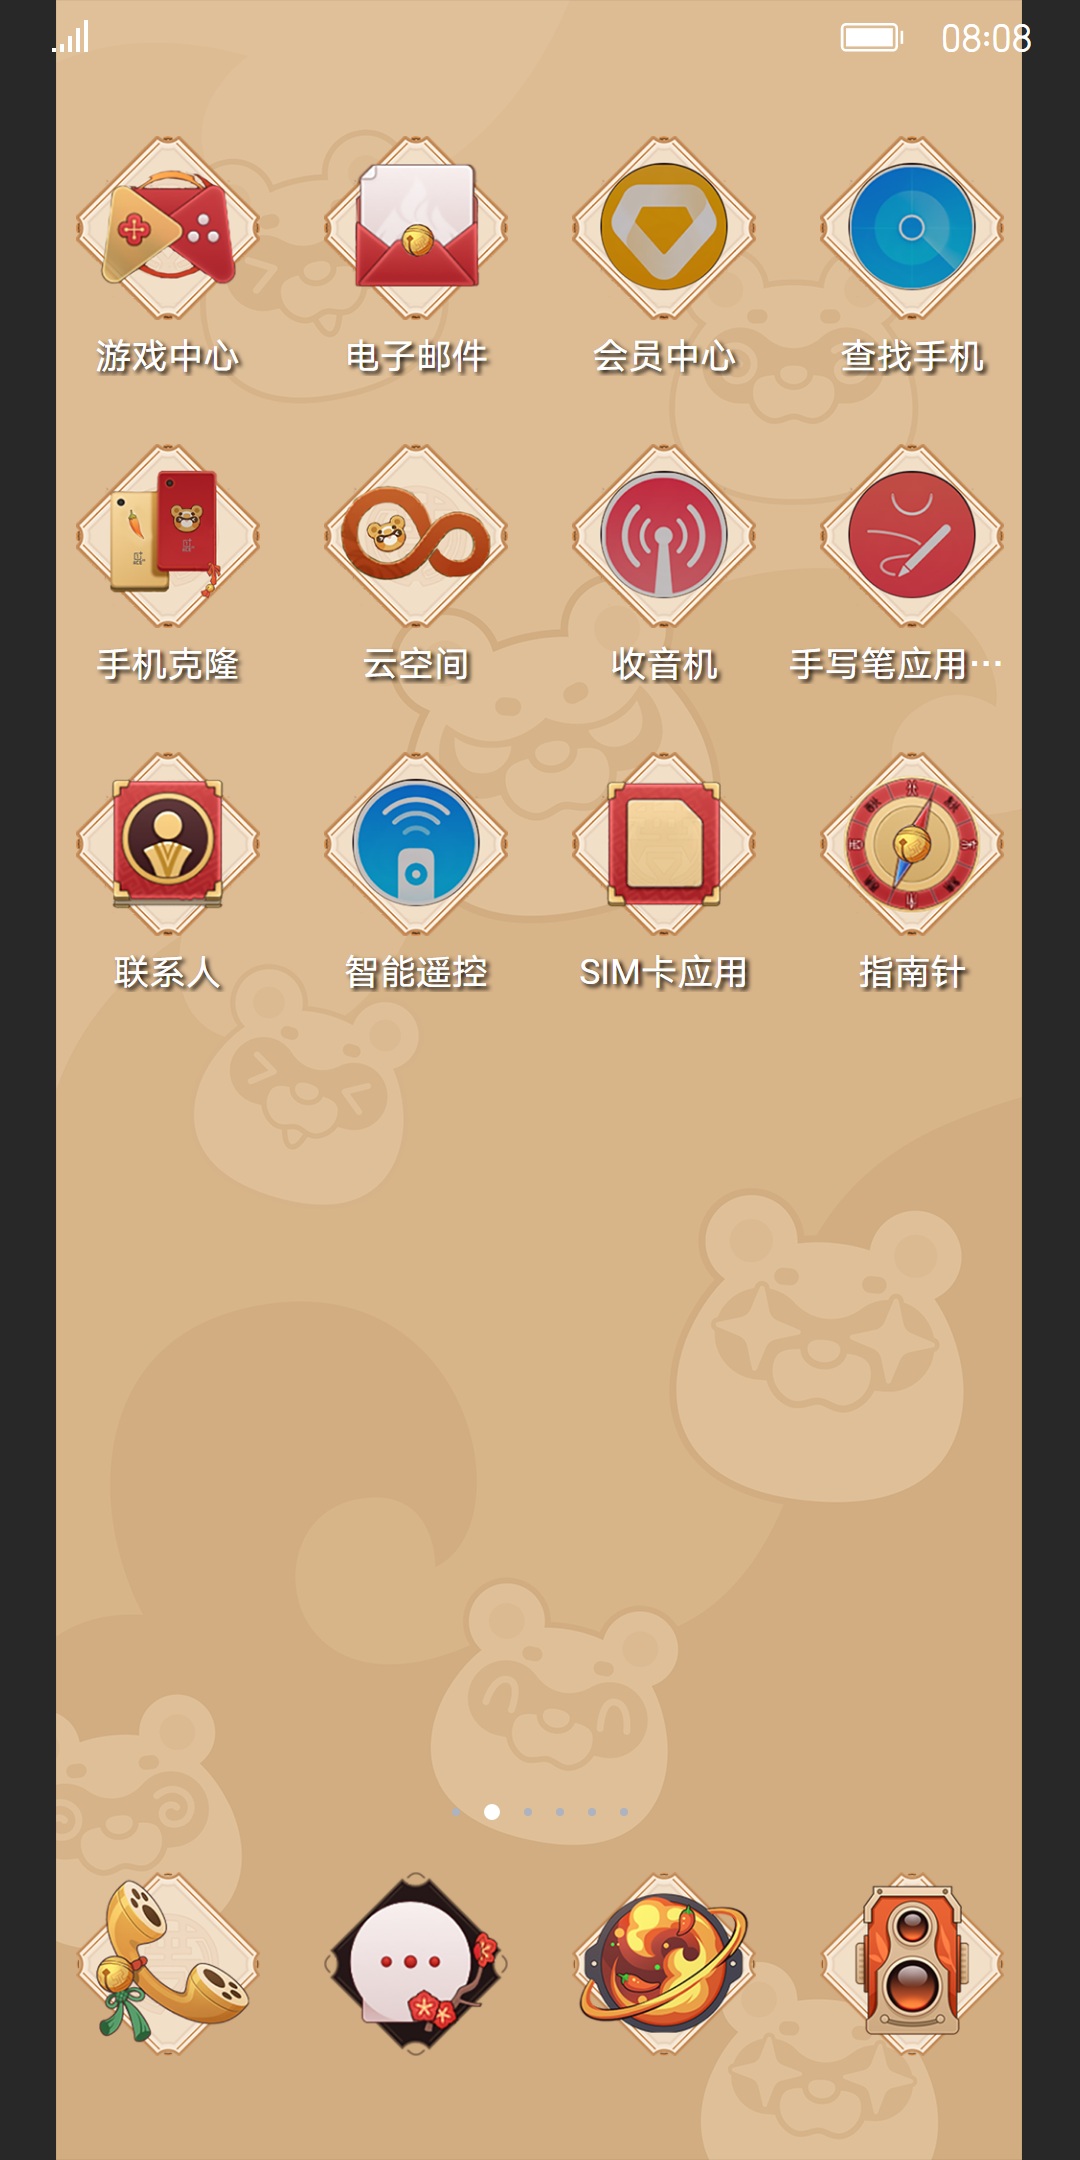 08:08
游戏中心
电子邮件
会员中心
查找手机
手机克隆
云空间
收音机
手写笔应用…
联系人
智能遥控
SIM卡应用
指南针